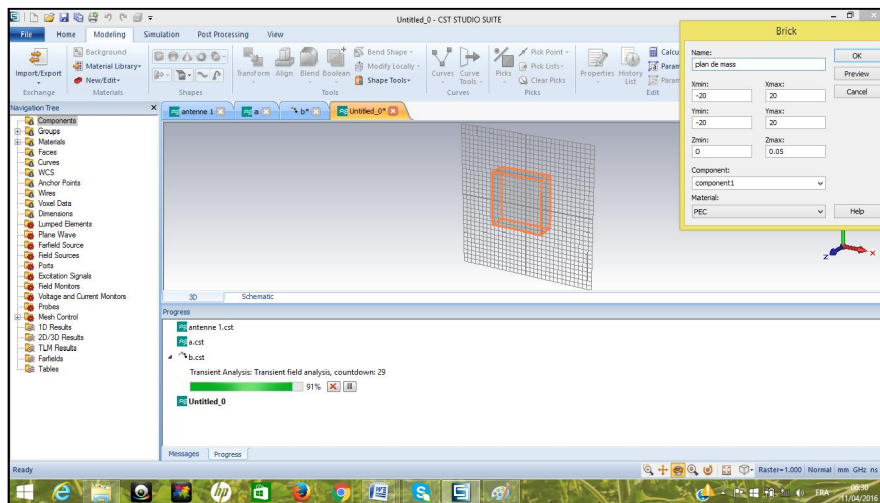 Untitled_0 - CST STUDIO SUITE
File Home Modeling Simulation Post Processing View
Import/Export
Background
Material Library
New/Edit
Exchange
Materials
Shapes
Transform Align Blend Boolean
Bend Shape
Modify Locally
Shape Tools
Tools
Curves Curve Tools
Curves
Picks
Pick Point
Pick Lists
Clear Picks
Picks
Properties History List
Calcu
Param
Param
Edit
Brick
Name:
plan de mass
Xmin: Xmax:
-20 20
Ymin: Ymax:
-20 20
Zmin: Zmax:
0 0.05
Component:
component1
Material:
PEC
OK
Preview
Cancel
Help
Navigation Tree
Components
Groups
Materials
Faces
Curves
WCS
Anchor Points
Wires
Voxel Data
Dimensions
Lumped Elements
Plane Wave
Farfield Source
Field Sources
Ports
Excitation Signals
Field Monitors
Voltage and Current Monitors
Probes
Mesh Control
1D Results
2D/3D Results
TLM Results
Farfields
Tables
antenne 1 a b* Untitled_0*
z x
3D Schematic
Progress
antenne 1.cst
a.cst
b.cst
Transient Analysis: Transient field analysis, countdown: 29
91%
Untitled_0
Messages Progress
Ready
Raster=1.000 Normal mm GHz ns
FRA
06:30
11/04/2016